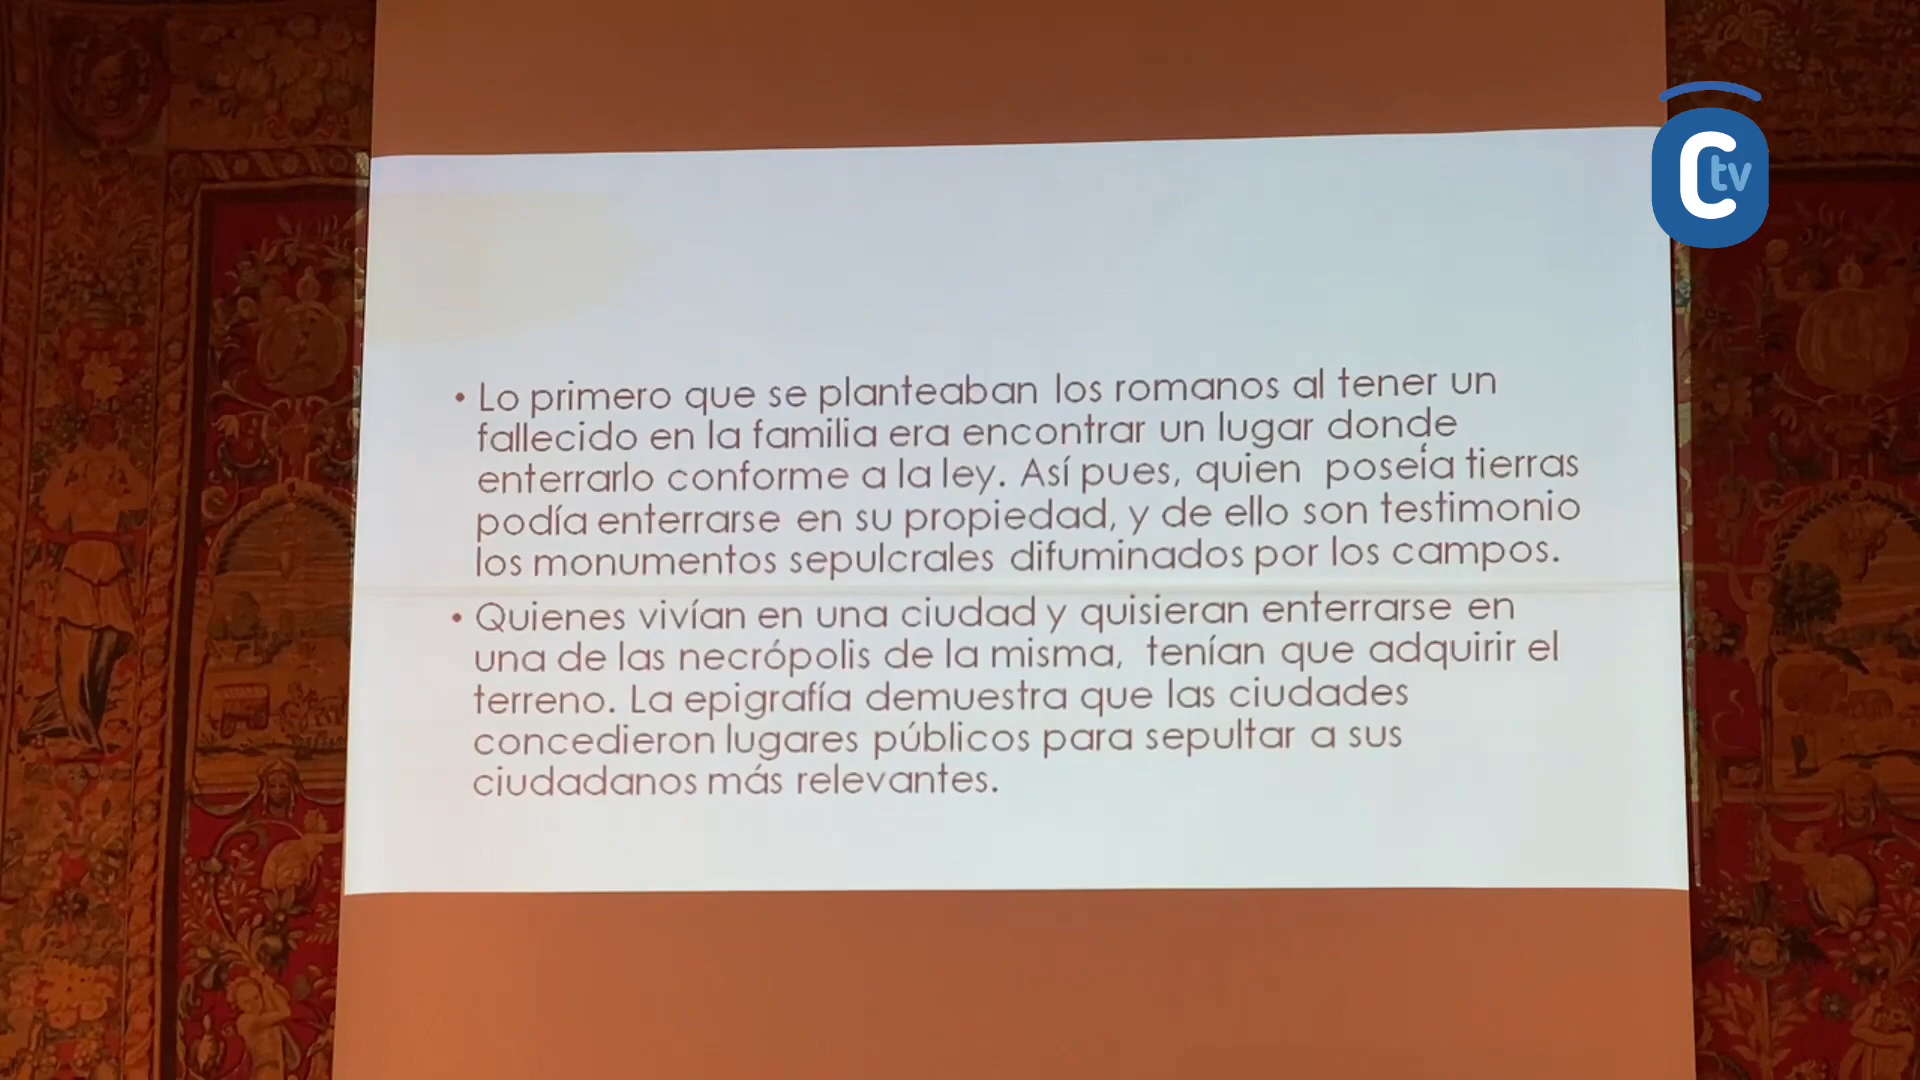 Ctv
• Lo primero que se planteaban los romanos al tener un
fallecido en la familia era encontrar un lugar donde
enterrarlo conforme a la ley. Así pues, quien poseía tierras
podía enterrarse en su propiedad, y de ello son testimonio
los monumentos sepulcrales difuminados por los campos.
• Quienes vivían en una ciudad y quisieran enterrarse en
una de las necrópolis de la misma, tenían que adquirir el
terreno. La epigrafía demuestra que las ciudades
concedieron lugares públicos para sepultar a sus
ciudadanos más relevantes.